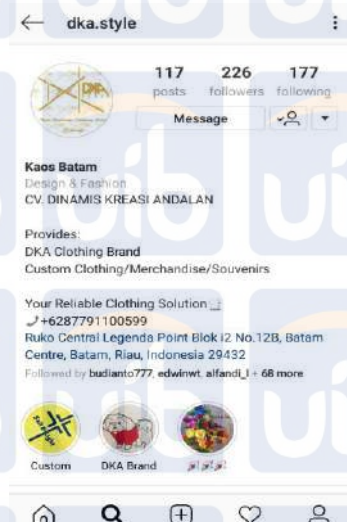 dka.style
117 226 177
posts followers following
Message
Kaos Batam
Design & Fashion
CV. DINAMIS KREASI ANDALAN
Provides:
DKA Clothing Brand
Custom Clothing/Merchandise/Souvenirs
Your Reliable Clothing Solution
+6287791100599
Ruko Central Legenda Point Blok i2 No.12B, Batam
Centre, Batam, Riau, Indonesia 29432
Followed by budianto777, edwinwt, alfandi_l + 68 more
Custom DKA Brand